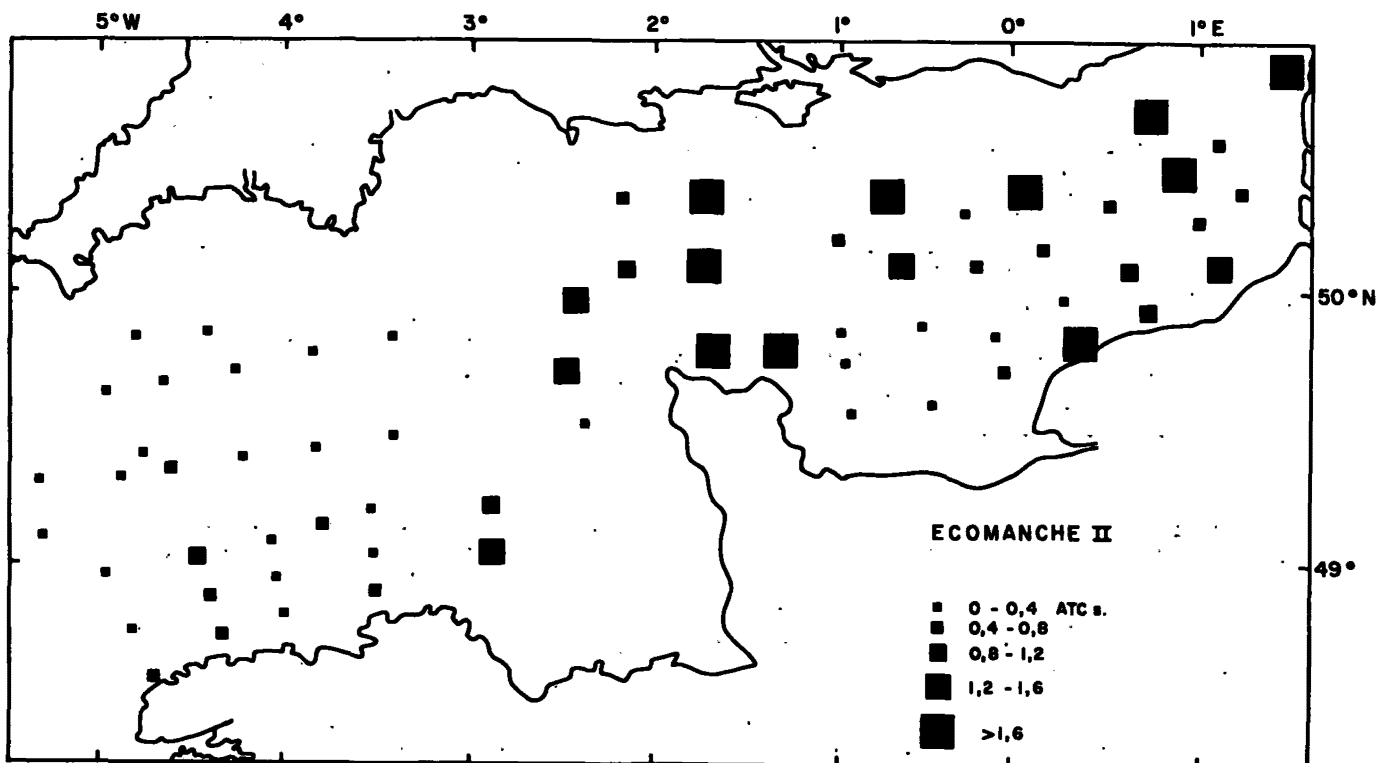 5°W 4° 3° 2° 1° 0° 1°E
50°N
ECOMANCHE II
49°
0 - 0,4 ATC s.
0,4 - 0,8
0,8 - 1,2
1,2 - 1,6
>1,6